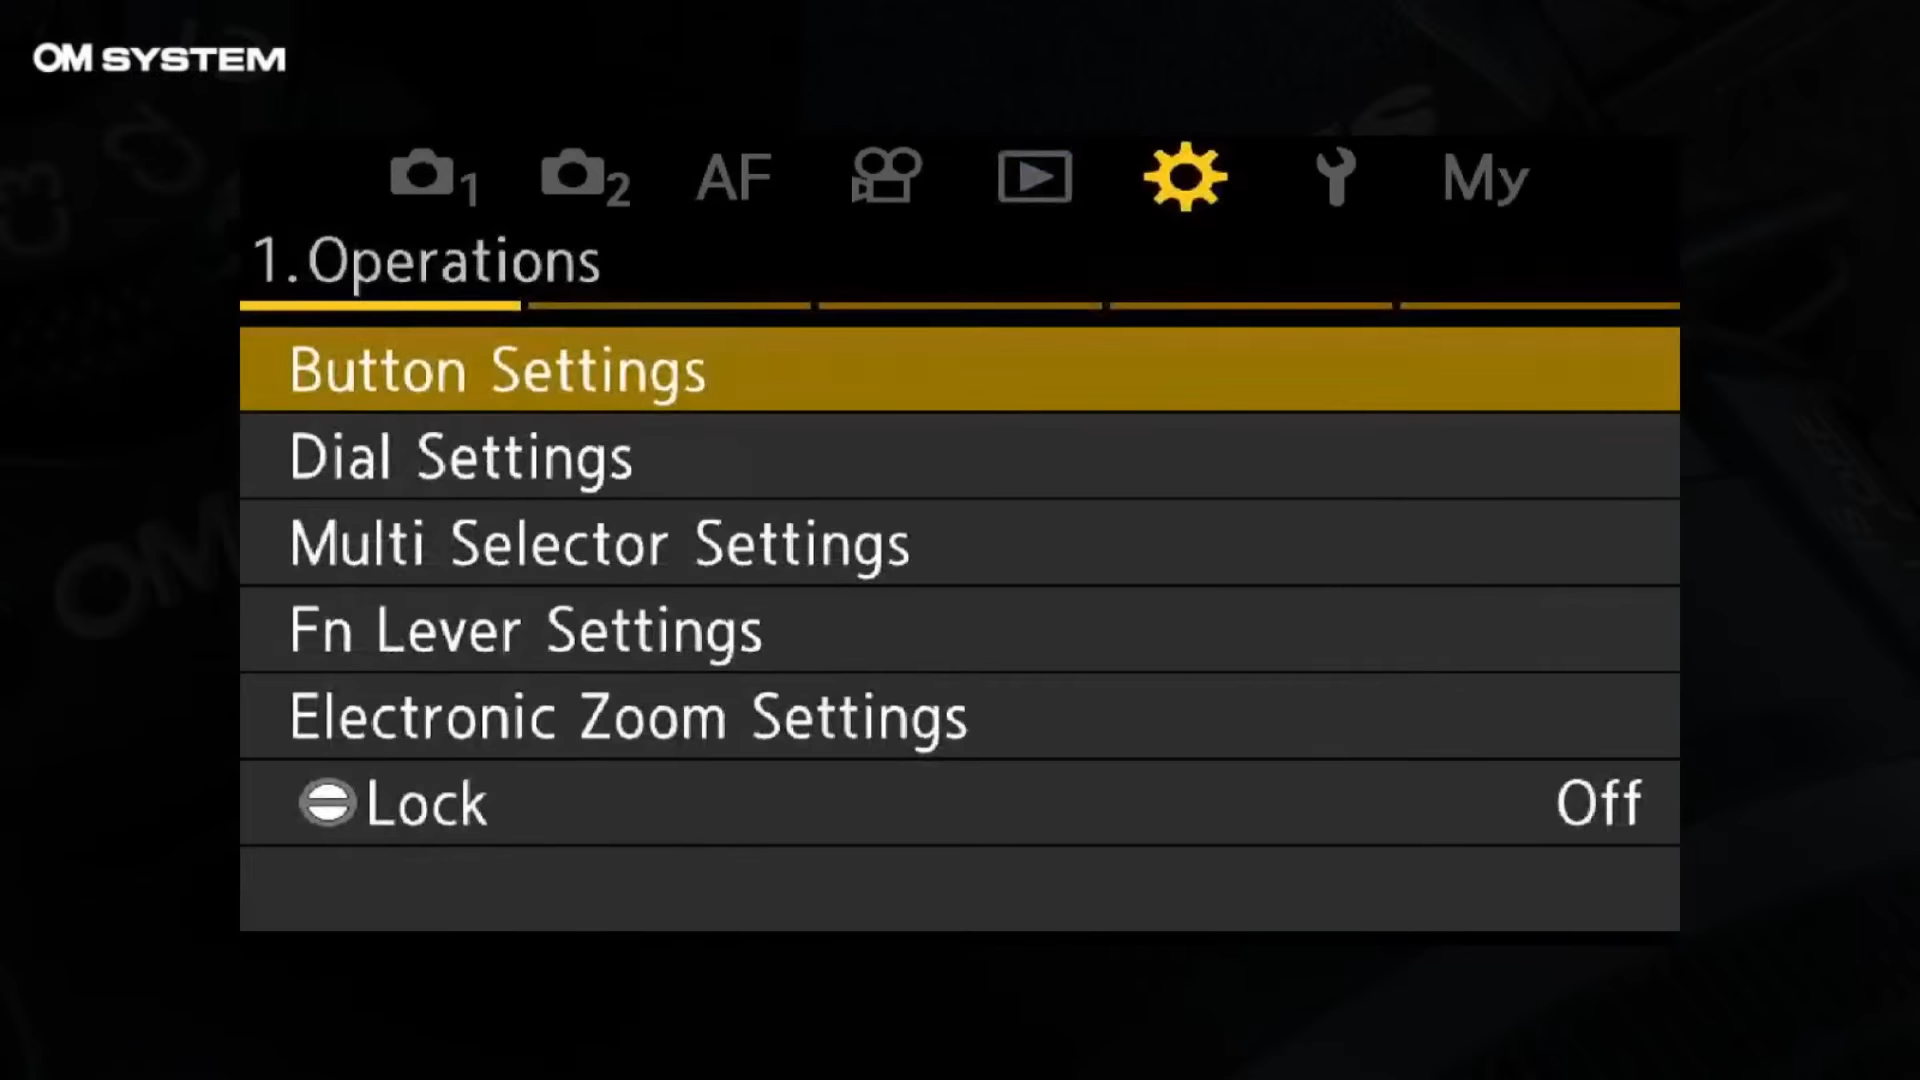 OM SYSTEM
1 2 AF My
1. Operations
Button Settings
Dial Settings
Multi Selector Settings
Fn Lever Settings
Electronic Zoom Settings
Lock Off